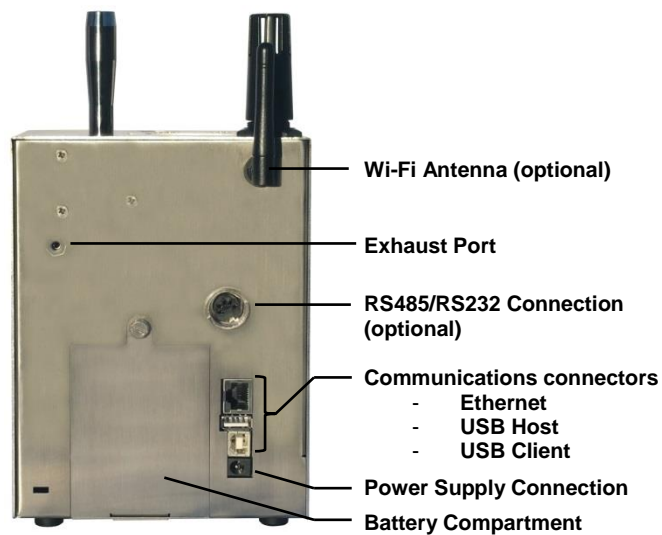 Wi-Fi Antenna (optional)
Exhaust Port
RS485/RS232 Connection
(optional)
Communications connectors
- Ethernet
- USB Host
- USB Client
Power Supply Connection
Battery Compartment